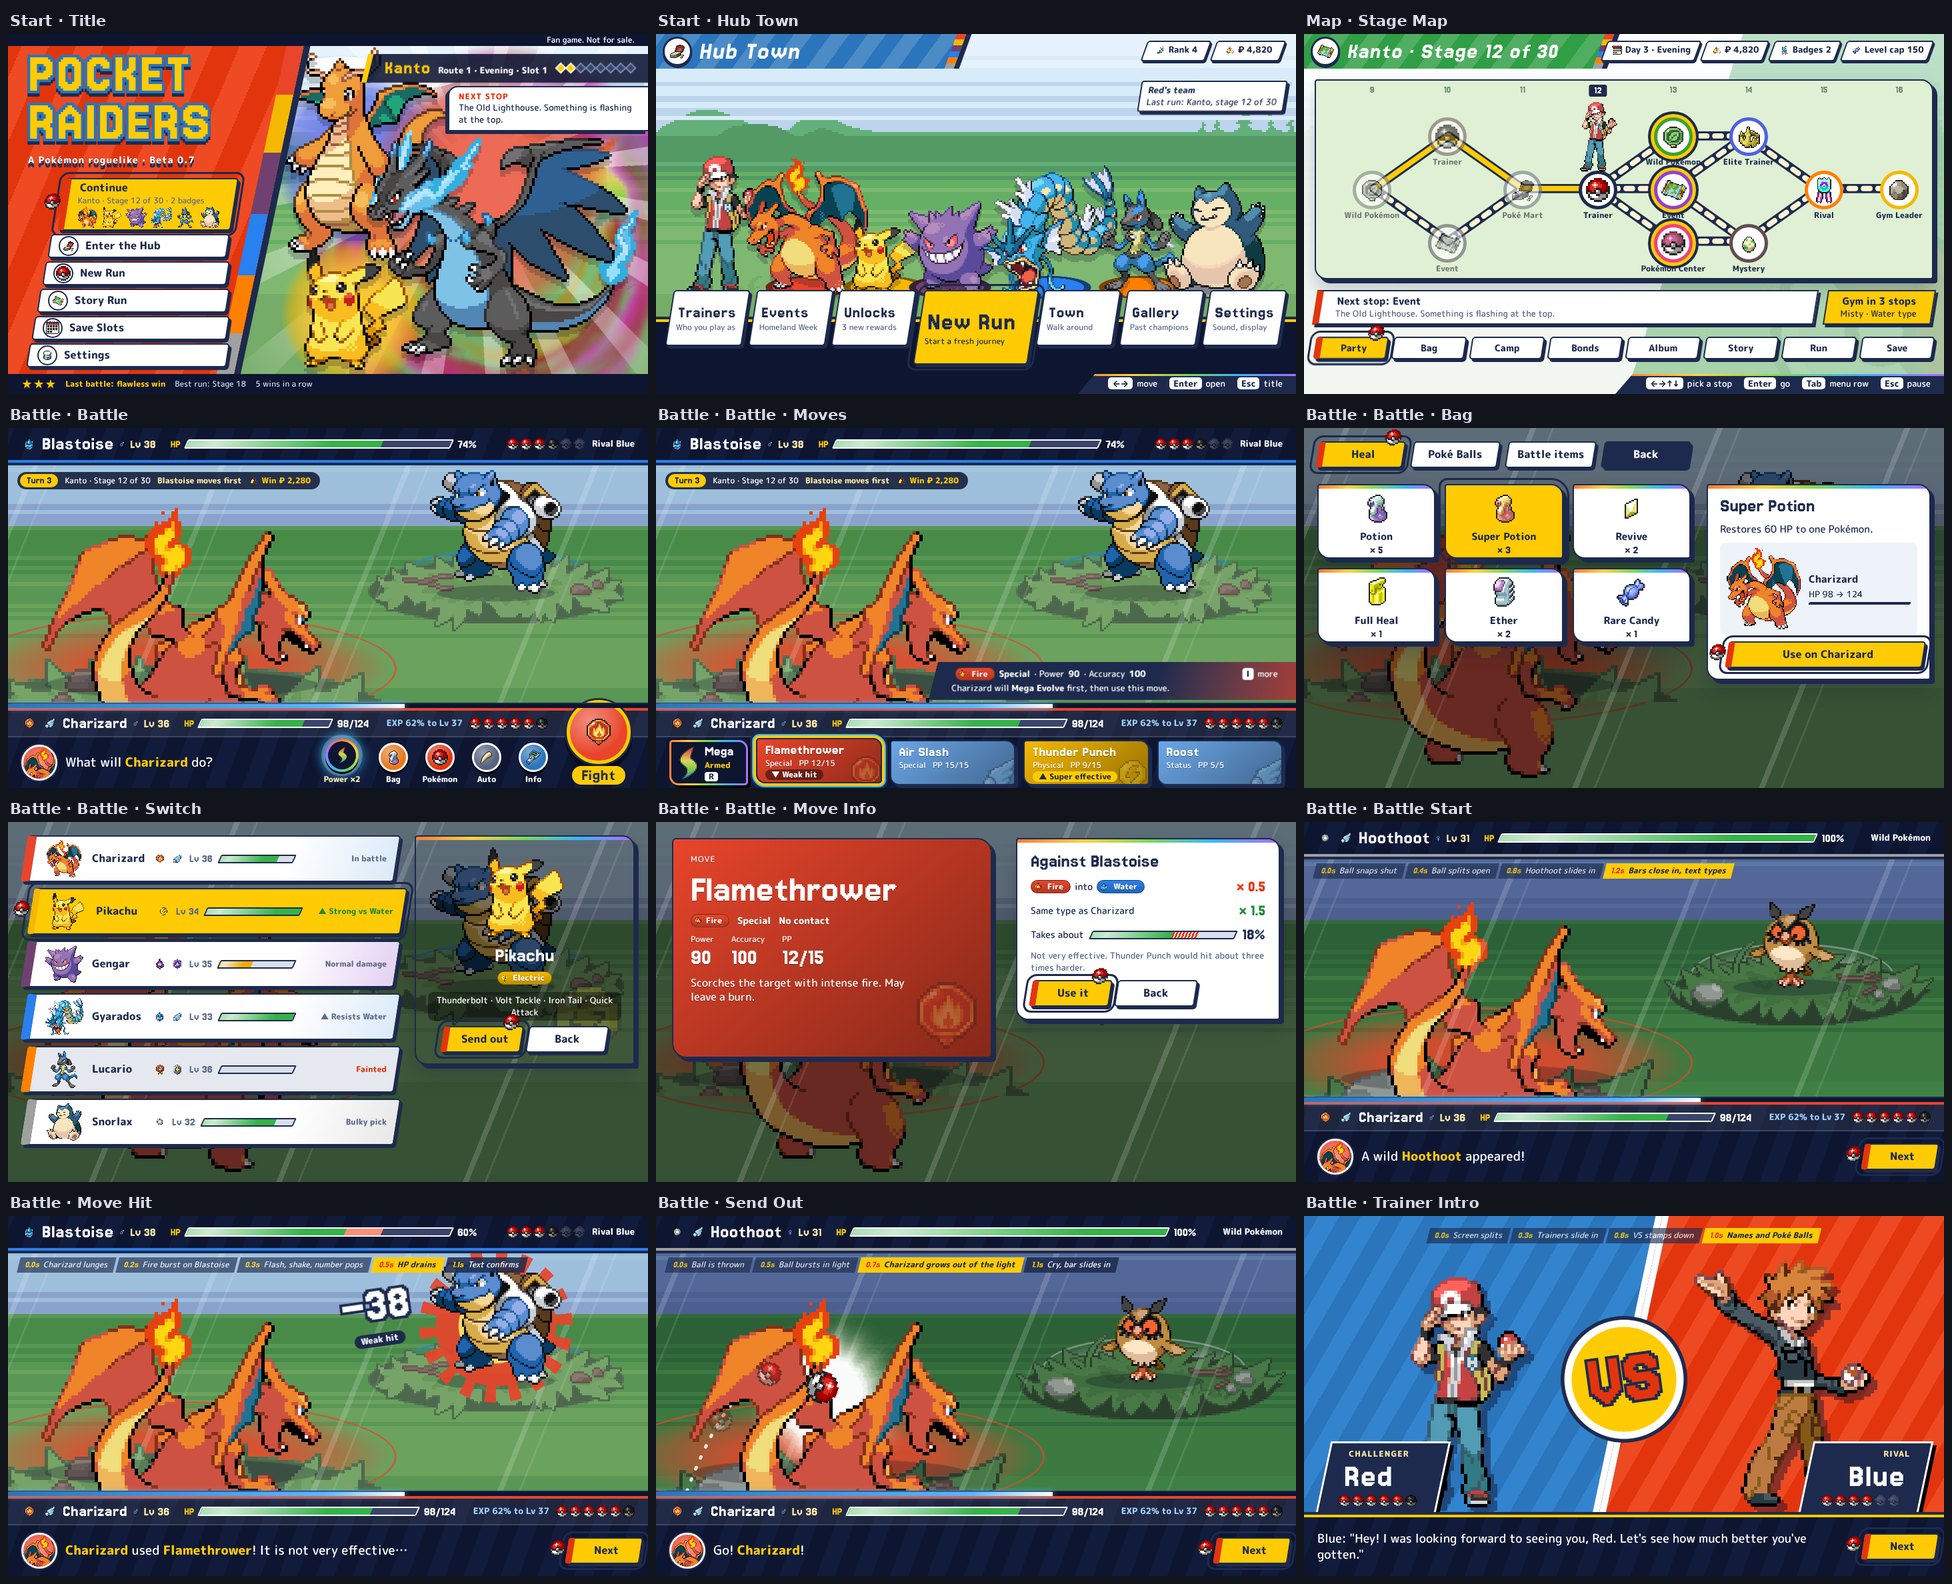 Start · Title
Fan game. Not for sale.
POCKET
RAIDERS
A Pokémon roguelike · Beta 0.7
Kanto Route 1 · Evening · Slot 1
NEXT STOP
The Old Lighthouse. Something is flashing
at the top.
Continue
Kanto · Stage 12 of 30 · 2 badges
Enter the Hub
New Run
Story Run
Save Slots
Settings
Last battle: flawless win Best run: Stage 18 5 wins in a row
Start · Hub Town
Hub Town
Rank 4
₽ 4,820
Red's team
Last run: Kanto, stage 12 of 30
Trainers
Who you play as
Events
Homeland Week
Unlocks
3 new rewards
New Run
Start a fresh journey
Town
Walk around
Gallery
Past champions
Settings
Sound, display
←→ move Enter open Esc title
Map · Stage Map
Kanto · Stage 12 of 30
Day 3 · Evening
₽ 4,820
Badges 2
Level cap 150
9 10 11 12 13 14 15 16
Trainer
Wild Pokémon
Elite Trainer
Wild Pokémon
Poké Mart
Trainer
Event
Rival
Gym Leader
Event
Pokémon Center
Mystery
Next stop: Event
The Old Lighthouse. Something is flashing at the top.
Gym in 3 stops
Misty · Water type
Party
Bag
Camp
Bonds
Album
Story
Run
Save
←→↑↓ pick a stop Enter go Tab menu row Esc pause
Battle · Battle
Blastoise ♂ Lv 38 HP 74% Rival Blue
Turn 3 Kanto · Stage 12 of 30 Blastoise moves first Win ₽ 2,280
Charizard ♂ Lv 36 HP 98/124 EXP 62% to Lv 37
What will Charizard do?
Power x2
Bag
Pokémon
Auto
Info
Fight
Battle · Battle · Moves
Blastoise ♂ Lv 38 HP 74% Rival Blue
Turn 3 Kanto · Stage 12 of 30 Blastoise moves first Win ₽ 2,280
Fire Special · Power 90 · Accuracy 100 I more
Charizard will Mega Evolve first, then use this move.
Charizard ♂ Lv 36 HP 98/124 EXP 62% to Lv 37
Mega
Armed
R
Flamethrower
Special PP 12/15
▼ Weak hit
Air Slash
Special PP 15/15
Thunder Punch
Physical PP 9/15
▲ Super effective
Roost
Status PP 5/5
Battle · Battle · Bag
Heal
Poké Balls
Battle items
Back
Potion
× 5
Super Potion
× 3
Revive
× 2
Full Heal
× 1
Ether
× 2
Rare Candy
× 1
Super Potion
Restores 60 HP to one Pokémon.
Charizard
HP 98 → 124
Use on Charizard
Battle · Battle · Switch
Charizard Lv 36 In battle
Pikachu Lv 34 ▲ Strong vs Water
Gengar Lv 35 Normal damage
Gyarados Lv 33 ▲ Resists Water
Lucario Lv 36 Fainted
Snorlax Lv 32 Bulky pick
Pikachu
Electric
Thunderbolt · Volt Tackle · Iron Tail · Quick
Attack
Send out
Back
Battle · Battle · Move Info
MOVE
Flamethrower
Fire Special No contact
Power Accuracy PP
90 100 12/15
Scorches the target with intense fire. May
leave a burn.
Against Blastoise
Fire into Water × 0.5
Same type as Charizard × 1.5
Takes about 18%
Not very effective. Thunder Punch would hit about three
times harder.
Use it
Back
Battle · Battle Start
Hoothoot ♀ Lv 31 HP 100% Wild Pokémon
0.0s Ball snaps shut 0.4s Ball splits open 0.8s Hoothoot slides in 1.2s Bars close in, text types
Charizard ♂ Lv 36 HP 98/124 EXP 62% to Lv 37
A wild Hoothoot appeared!
Next
Battle · Move Hit
Blastoise ♂ Lv 38 HP 60% Rival Blue
0.0s Charizard lunges 0.2s Fire burst on Blastoise 0.3s Flash, shake, number pops 0.5s HP drains 1.1s Text confirms
−38
Weak hit
Charizard ♂ Lv 36 HP 98/124 EXP 62% to Lv 37
Charizard used Flamethrower! It is not very effective…
Next
Battle · Send Out
Hoothoot ♀ Lv 31 HP 100% Wild Pokémon
0.0s Ball is thrown 0.5s Ball bursts in light 0.7s Charizard grows out of the light 1.1s Cry, bar slides in
Charizard ♂ Lv 36 HP 98/124 EXP 62% to Lv 37
Go! Charizard!
Next
Battle · Trainer Intro
0.0s Screen splits 0.3s Trainers slide in 0.8s VS stamps down 1.0s Names and Poké Balls
VS
CHALLENGER
Red
RIVAL
Blue
Blue: "Hey! I was looking forward to seeing you, Red. Let's see how much better you've
gotten."
Next